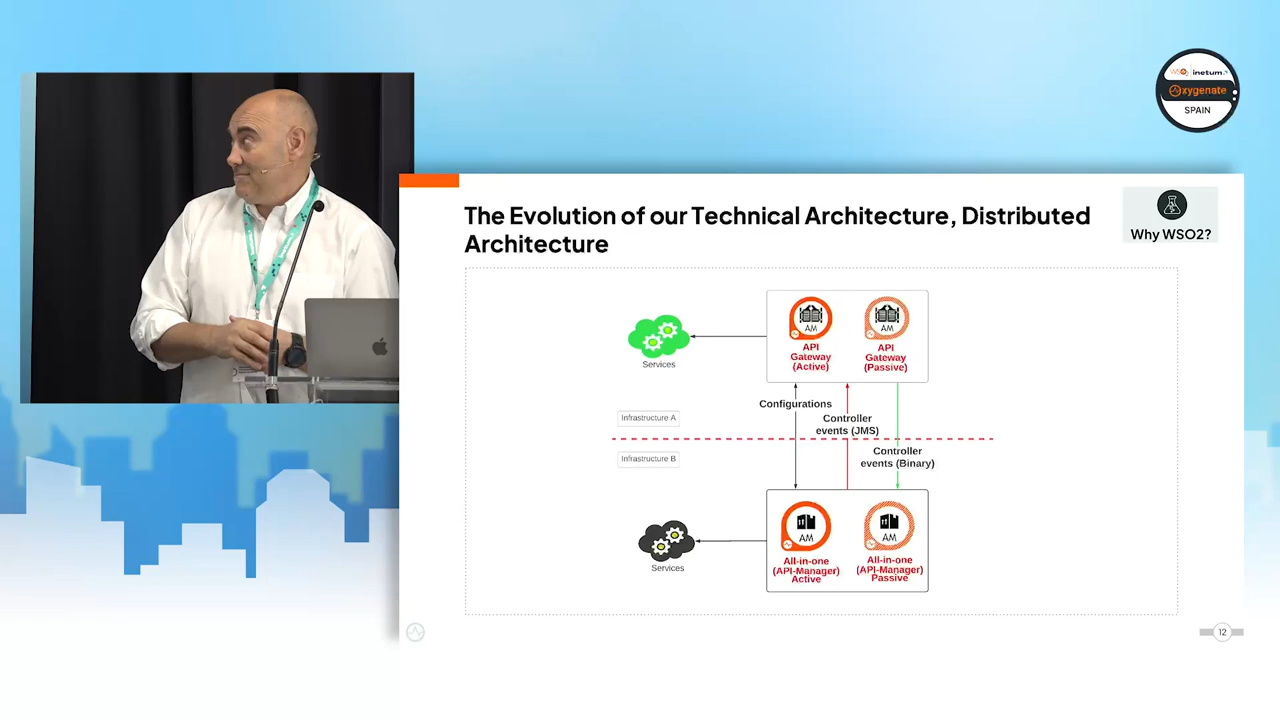 WSO2 inetum.
Oxygenate
SPAIN
The Evolution of our Technical Architecture, Distributed
Architecture
Why WSO2?
AM
API
Gateway
(Active)
AM
API
Gateway
(Passive)
Services
Configurations
Controller
events (JMS)
Infrastructure A
Infrastructure B
Controller
events (Binary)
AM
All-in-one
(API-Manager)
Active
AM
All-in-one
(API-Manager)
Passive
Services
12